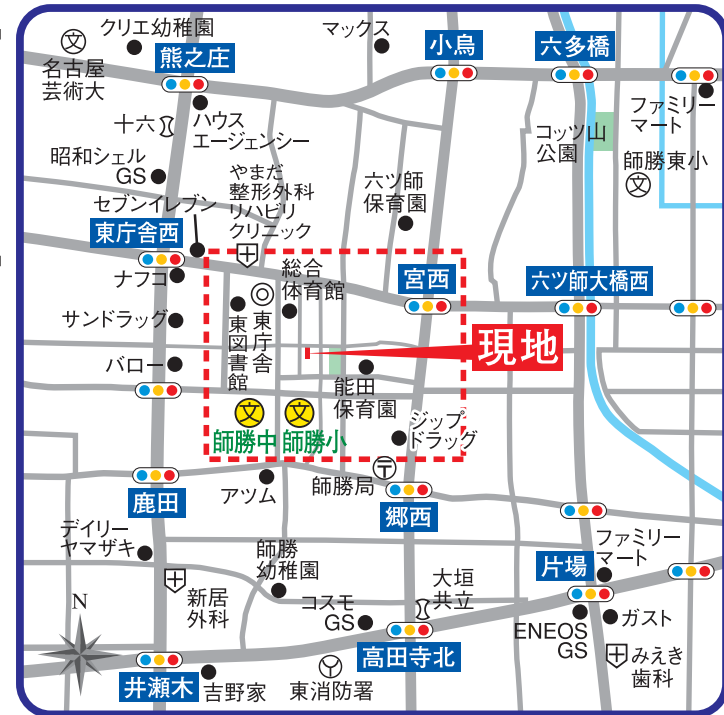 クリエ幼稚園
マックス
小鳥
六多橋
名古屋
芸術大
文
熊之庄
ファミリー
マート
十六
ハウス
エージェンシー
コッツ山
公園
昭和シェル
GS
やまだ
整形外科
リハビリ
クリニック
六ツ師
保育園
師勝東小
文
セブンイレブン
東庁舎西
ナフコ
総合
体育館
宮西
六ツ師大橋西
サンドラッグ
東図書館
東庁舎
現地
バロー
能田
保育園
文
文
師勝中
師勝小
ジップ
ドラッグ
鹿田
アツム
師勝局
〒
郷西
デイリー
ヤマザキ
師勝
幼稚園
片場
ファミリー
マート
新居
外科
コスモ
GS
大垣
共立
ENEOS
GS
ガスト
N
高田寺北
みえき
歯科
井瀬木
吉野家
東消防署